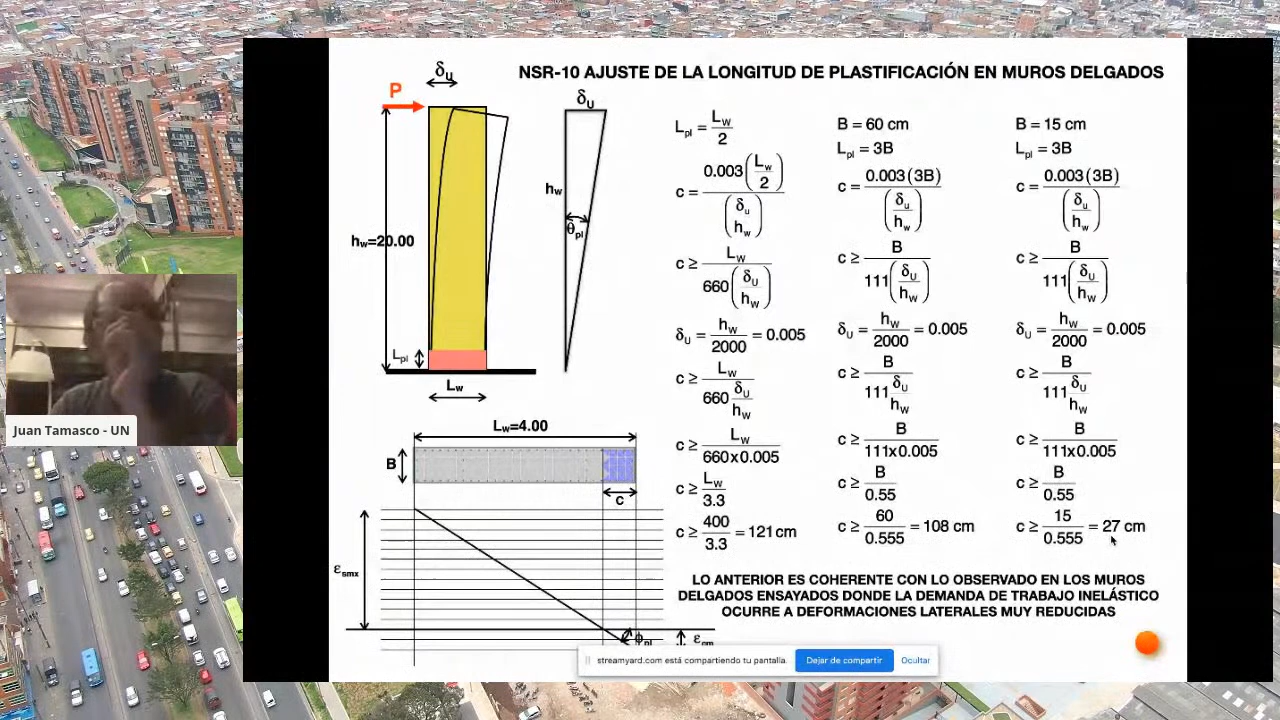 NSR-10 AJUSTE DE LA LONGITUD DE PLASTIFICACIÓN EN MUROS DELGADOS
δU
P
hw=20.00
Lpl
Lw
δU
hw
θpl
Lw=4.00
B
c
εsmx
ϕpl
εcm
Lpl = Lw/2
c = 0.003(Lw/2) / (δu/hw)
c ≥ Lw / 660(δU/hw)
δU = hw/2000 = 0.005
c ≥ Lw / 660 δU/hw
c ≥ Lw / 660x0.005
c ≥ Lw/3.3
c ≥ 400/3.3 = 121 cm
B = 60 cm
Lpl = 3B
c = 0.003(3B) / (δu/hw)
c ≥ B / 111(δU/hw)
δU = hw/2000 = 0.005
c ≥ B / 111 δU/hw
c ≥ B / 111x0.005
c ≥ B/0.55
c ≥ 60/0.555 = 108 cm
B = 15 cm
Lpl = 3B
c = 0.003(3B) / (δu/hw)
c ≥ B / 111(δU/hw)
δU = hw/2000 = 0.005
c ≥ B / 111 δU/hw
c ≥ B / 111x0.005
c ≥ B/0.55
c ≥ 15/0.555 = 27 cm
LO ANTERIOR ES COHERENTE CON LO OBSERVADO EN LOS MUROS
DELGADOS ENSAYADOS DONDE LA DEMANDA DE TRABAJO INELÁSTICO
OCURRE A DEFORMACIONES LATERALES MUY REDUCIDAS
Juan Tamasco - UN
streamyard.com está compartiendo tu pantalla.
Dejar de compartir
Ocultar